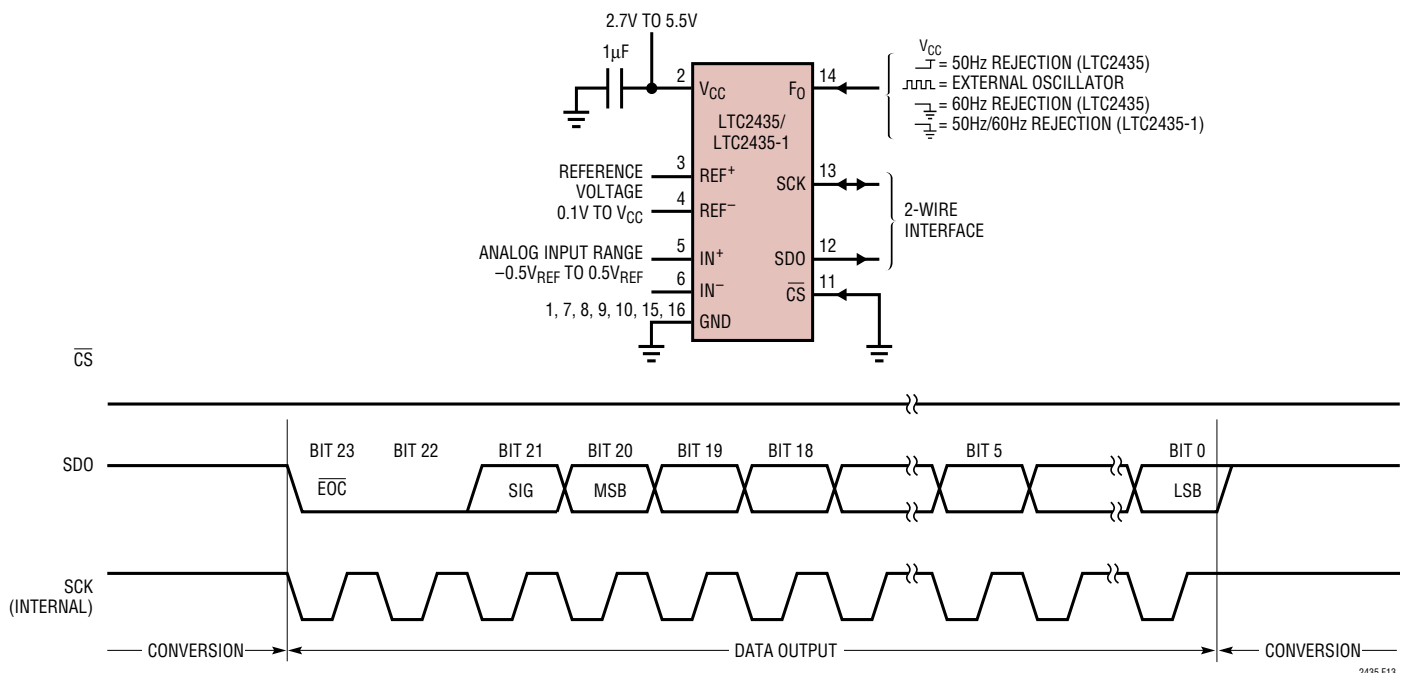 2.7V TO 5.5V
1µF
VCC
= 50Hz REJECTION (LTC2435)
= EXTERNAL OSCILLATOR
= 60Hz REJECTION (LTC2435)
= 50Hz/60Hz REJECTION (LTC2435-1)
2
VCC
FO
14
LTC2435/
LTC2435-1
REFERENCE
VOLTAGE
0.1V TO VCC
3
REF+
SCK
13
4
REF–
2-WIRE
INTERFACE
ANALOG INPUT RANGE
–0.5VREF TO 0.5VREF
5
IN+
SDO
12
6
IN–
CS
11
1, 7, 8, 9, 10, 15, 16
GND
CS
SDO
BIT 23
BIT 22
BIT 21
BIT 20
BIT 19
BIT 18
BIT 5
BIT 0
EOC
SIG
MSB
LSB
SCK
(INTERNAL)
CONVERSION
DATA OUTPUT
CONVERSION
2435 F13